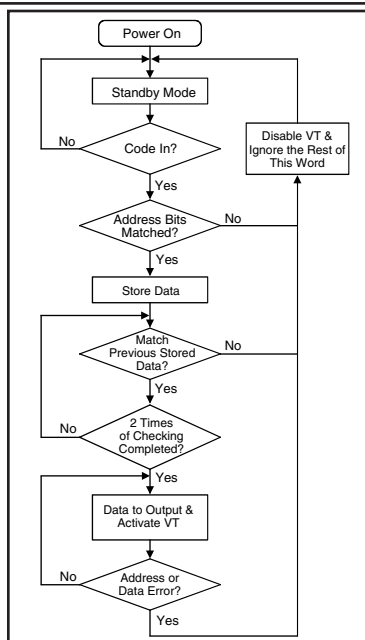 Power On
Standby Mode
No
Code In?
Disable VT &
Ignore the Rest of
This Word
Yes
Address Bits
Matched?
No
Yes
Store Data
Match
Previous Stored
Data?
No
Yes
No
2 Times
of Checking
Completed?
Yes
Data to Output &
Activate VT
No
Address or
Data Error?
Yes